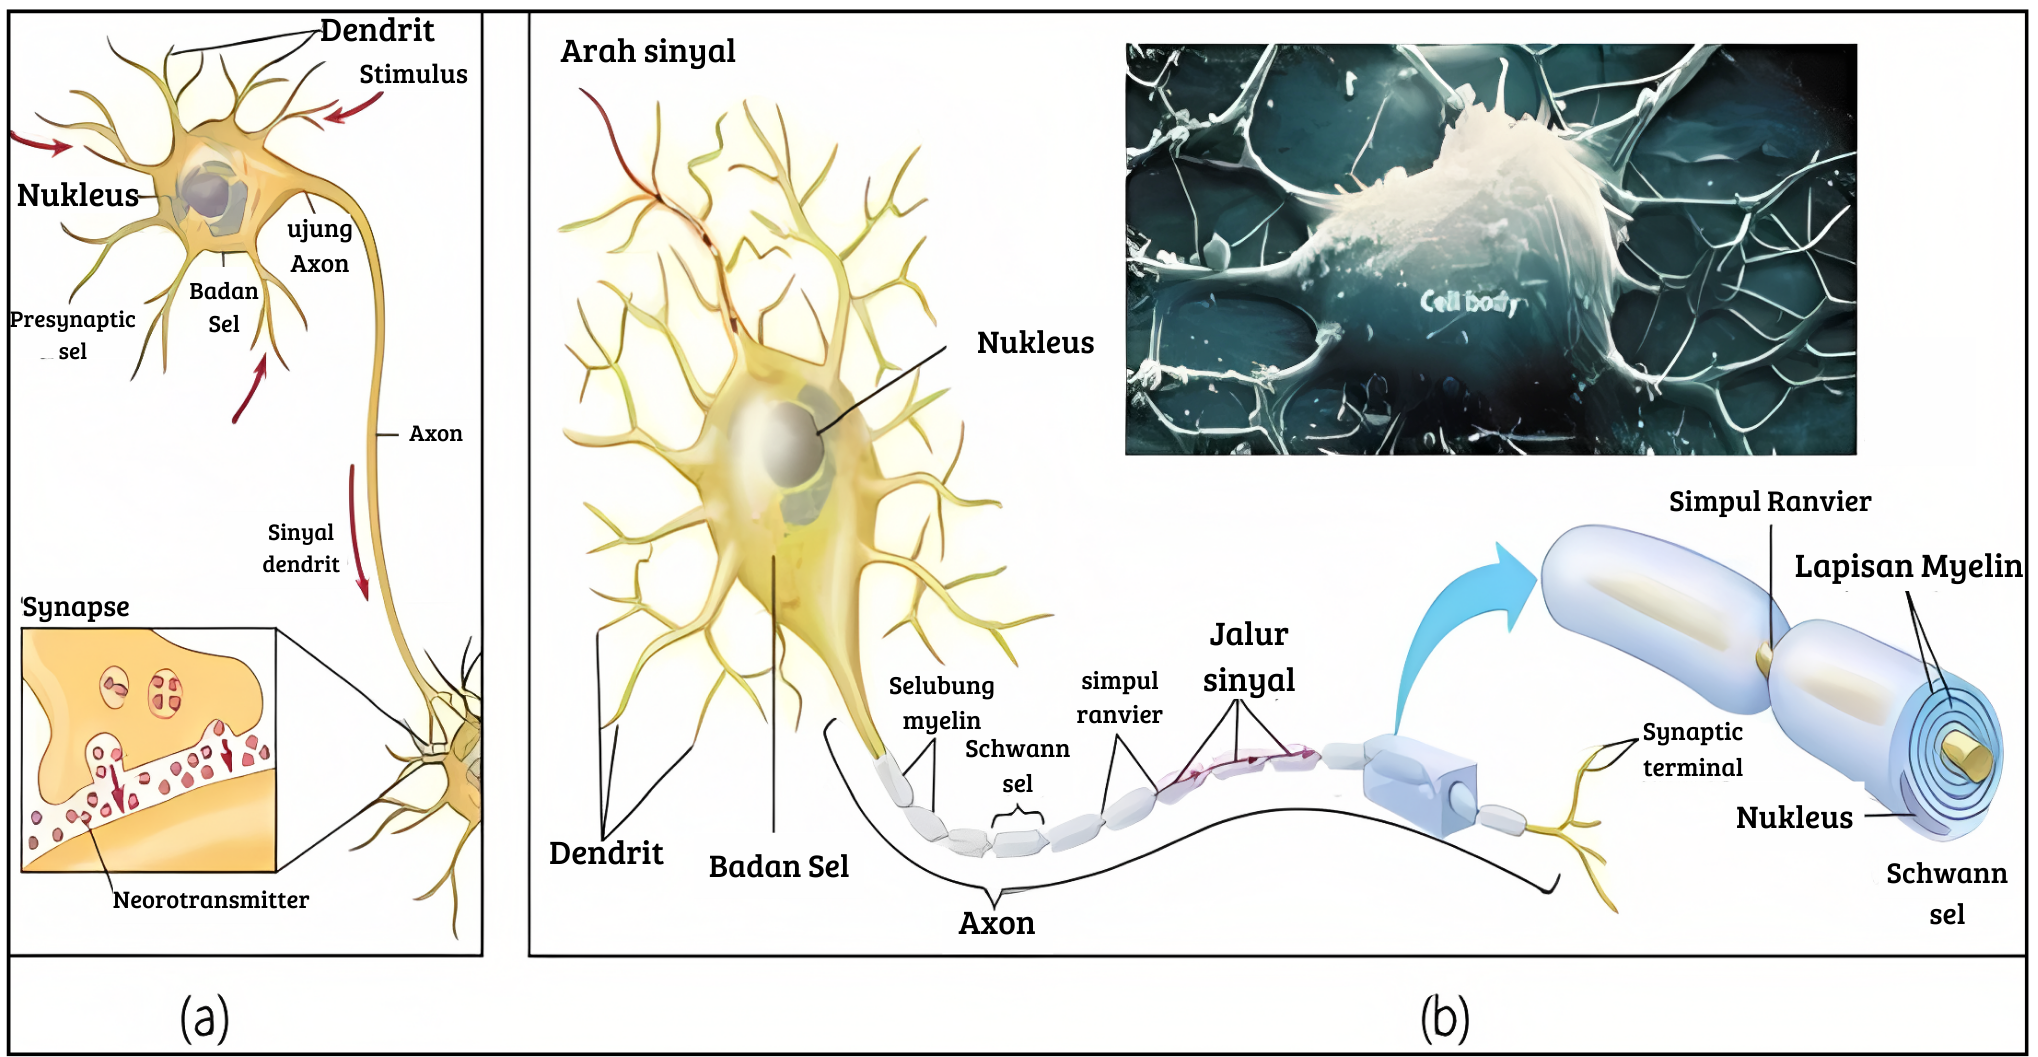 Dendrit
Stimulus
Nukleus
ujung
Axon
Badan
Sel
Presynaptic
sel
Axon
Sinyal
dendrit
Synapse
Neorotransmitter
(a)
Arah sinyal
Nukleus
Cell body
Simpul Ranvier
Lapisan Myelin
Jalur
sinyal
Selubung
myelin
simpul
ranvier
Schwann
sel
Synaptic
terminal
Nukleus
Dendrit
Badan Sel
Schwann
sel
Axon
(b)